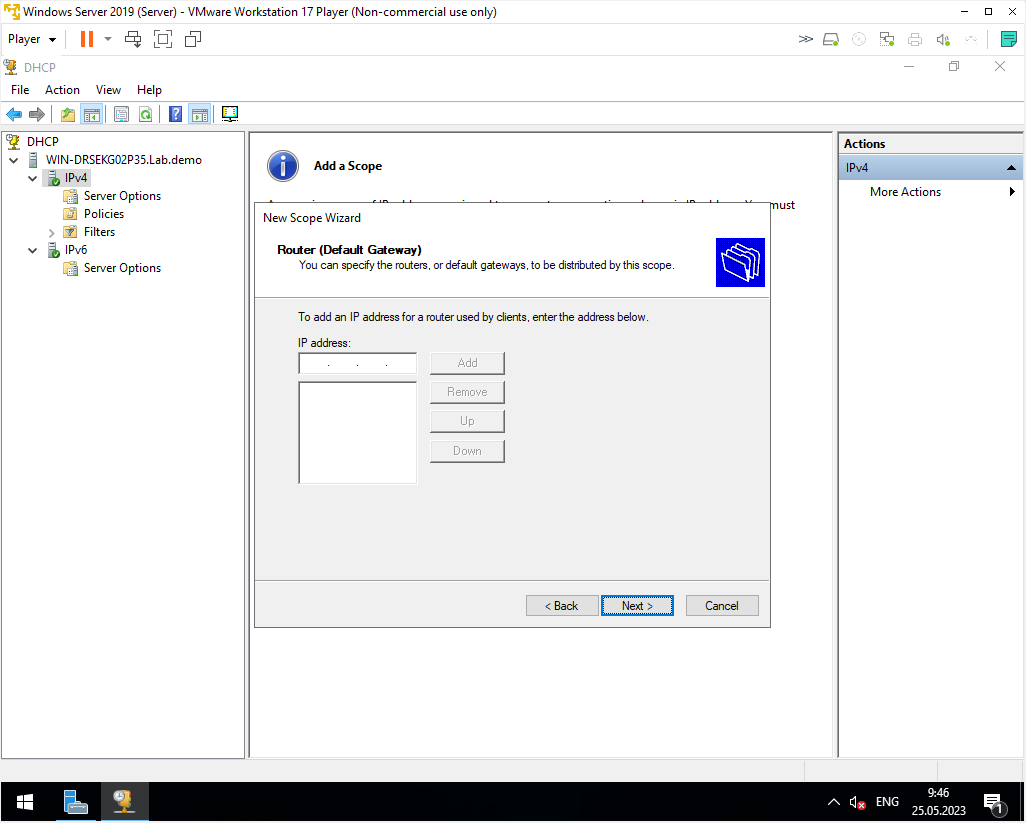 Windows Server 2019 (Server) - VMware Workstation 17 Player (Non-commercial use only)
Player
DHCP
File Action View Help
DHCP
WIN-DRSEKG02P35.Lab.demo
IPv4
Server Options
Policies
Filters
IPv6
Server Options
Add a Scope
must
New Scope Wizard
Router (Default Gateway)
You can specify the routers, or default gateways, to be distributed by this scope.
To add an IP address for a router used by clients, enter the address below.
IP address:
. . .
Add
Remove
Up
Down
< Back Next > Cancel
Actions
IPv4
More Actions
ENG
9:46
25.05.2023
1